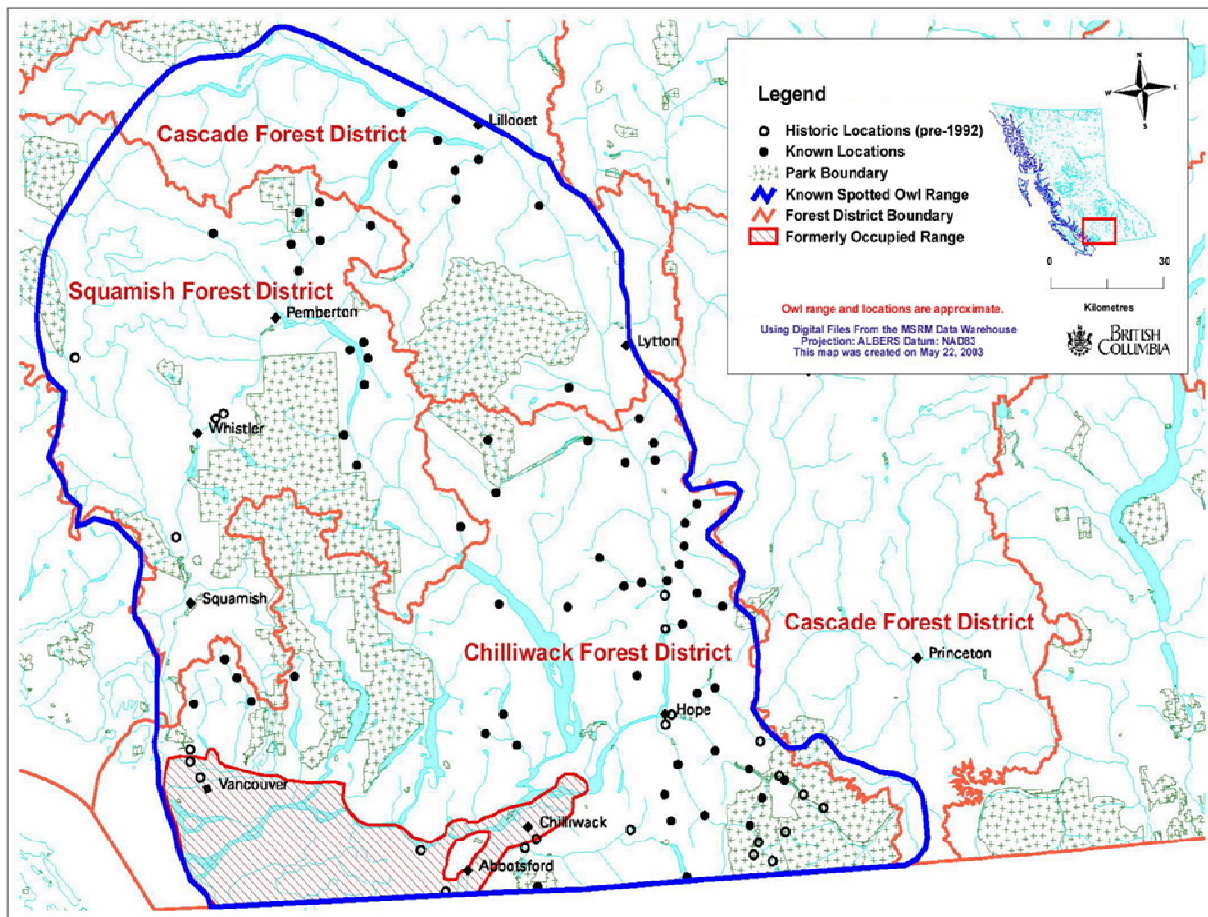 Cascade Forest District
Lillooet
Squamish Forest District
Pemberton
Lytton
Whistler
Squamish
Chilliwack Forest District
Cascade Forest District
Princeton
Hope
Vancouver
Chilliwack
Abbotsford
Legend
Historic Locations (pre-1992)
Known Locations
Park Boundary
Known Spotted Owl Range
Forest District Boundary
Formerly Occupied Range
N
W E
S
0 30
Kilometres
Owl range and locations are approximate.
Using Digital Files From the MSRM Data Warehouse
Projection: ALBERS Datum: NAD83
This map was created on May 22, 2003
BRITISH
COLUMBIA